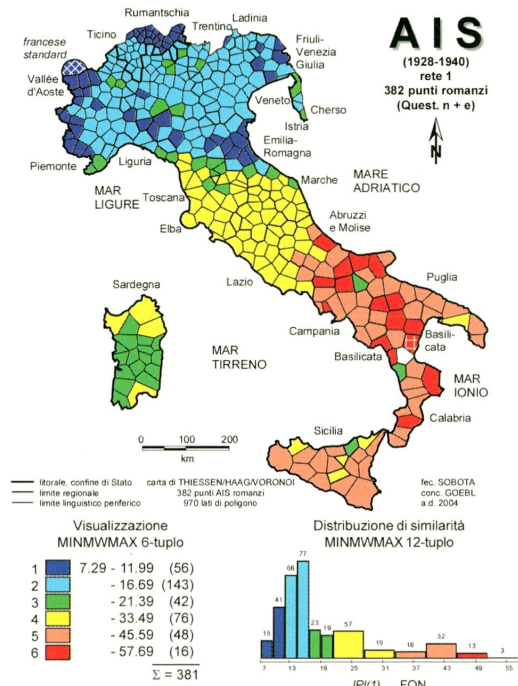 Rumantschia
Ladinia
Ticino
Trentino
Friuli-
Venezia
Giulia
francese
standard
Vallée
d'Aoste
Veneto
Cherso
Istria
Emilia-
Romagna
Piemonte
Liguria
Marche
MARE
ADRIATICO
MAR
LIGURE
Toscana
Elba
Abruzzi
e Molise
Lazio
Puglia
Sardegna
Campania
Basili-
cata
Basilicata
MAR
TIRRENO
MAR
IONIO
Calabria
Sicilia
AIS
(1928-1940)
rete 1
382 punti romanzi
(Quest. n + e)
N
0 100 200
km
litorale, confine di Stato
limite regionale
limite linguistico periferico
carta di THIESSEN/HAAG/VORONOI
382 punti AIS romanzi
970 lati di poligono
fec. SOBOTA
conc. GOEBL
a.d. 2004
Visualizzazione
MINMWMAX 6-tuplo
1 7.29 - 11.99 (56)
2 - 16.69 (143)
3 - 21.39 (42)
4 - 33.49 (76)
5 - 45.59 (48)
6 - 57.69 (16)
Σ = 381
Distribuzione di similarità
MINMWMAX 12-tuplo
15 41 66 77 23 19 57 19 16 32 13 3
7 13 19 25 31 37 43 49 55